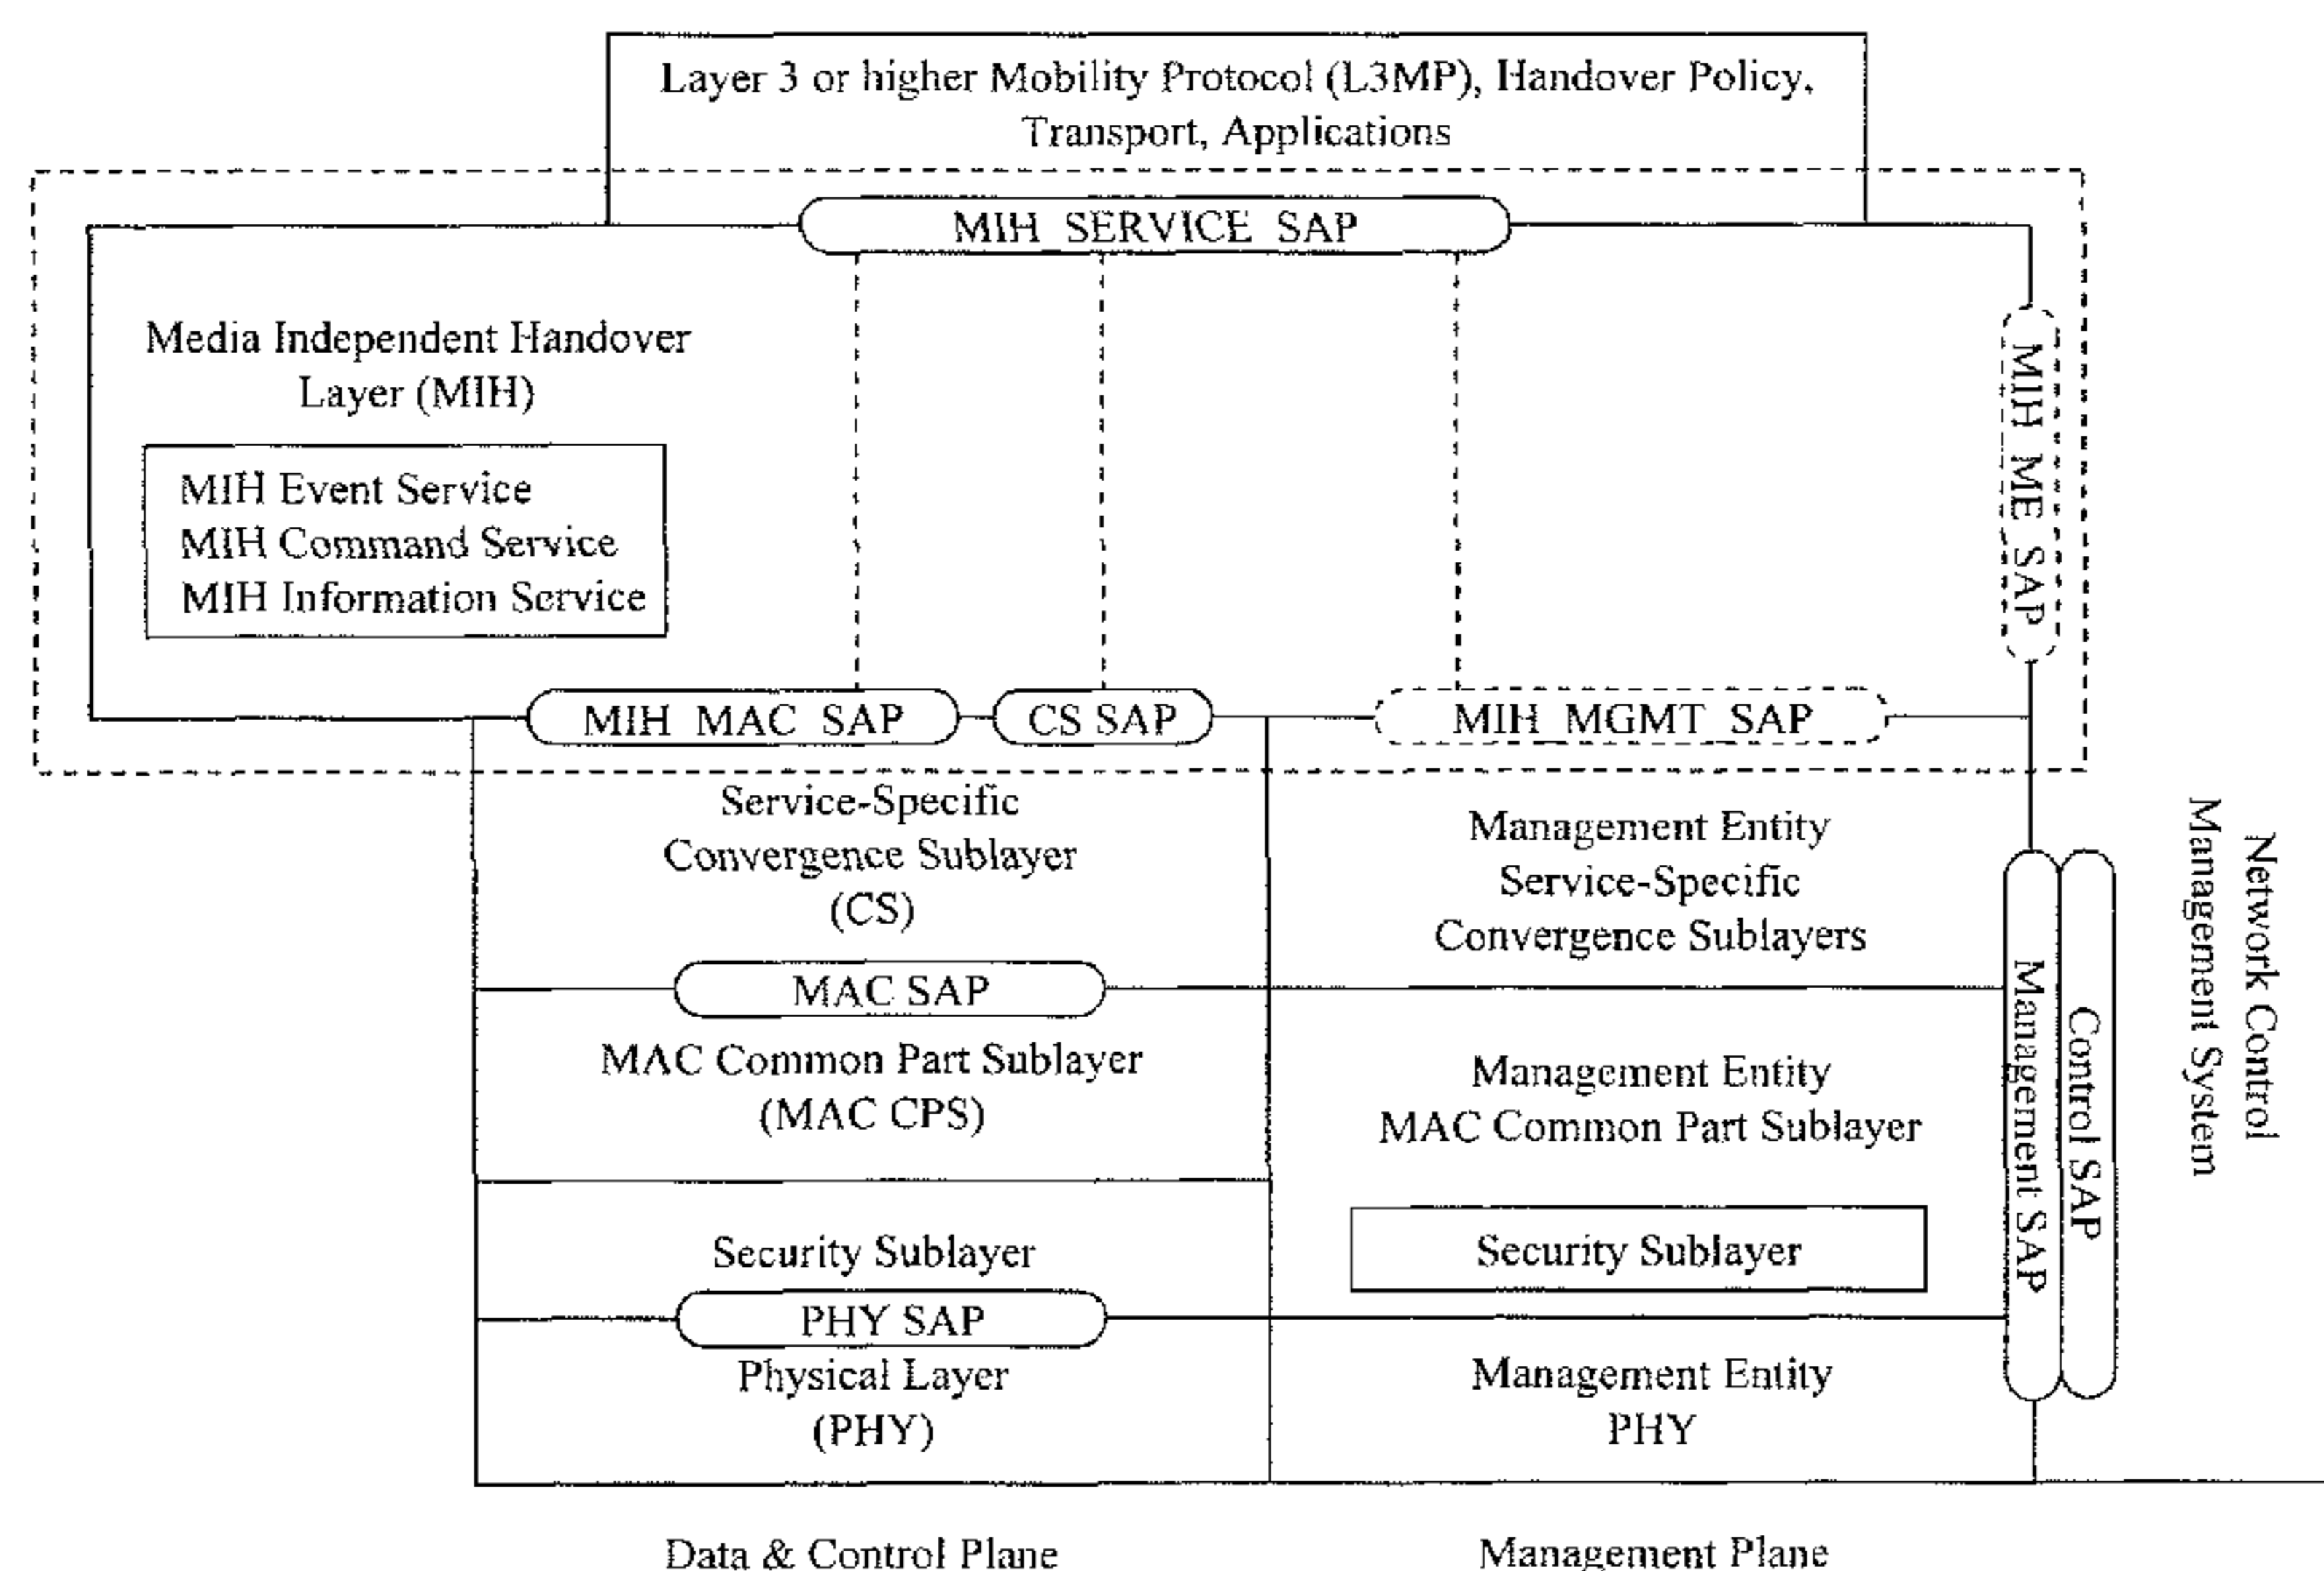 Layer 3 or higher Mobility Protocol (L3MP), Handover Policy,
Transport, Applications
MIH SERVICE SAP
Media Independent Handover
Layer (MIH)
MIH Event Service
MIH Command Service
MIH Information Service
MIH ME SAP
MIH MAC SAP
CS SAP
MIH MGMT SAP
Service-Specific
Convergence Sublayer
(CS)
Management Entity
Service-Specific
Convergence Sublayers
MAC SAP
MAC Common Part Sublayer
(MAC CPS)
Management Entity
MAC Common Part Sublayer
Security Sublayer
Security Sublayer
PHY SAP
Physical Layer
(PHY)
Management Entity
PHY
Management SAP
Control SAP
Network Control
Management System
Data & Control Plane
Management Plane